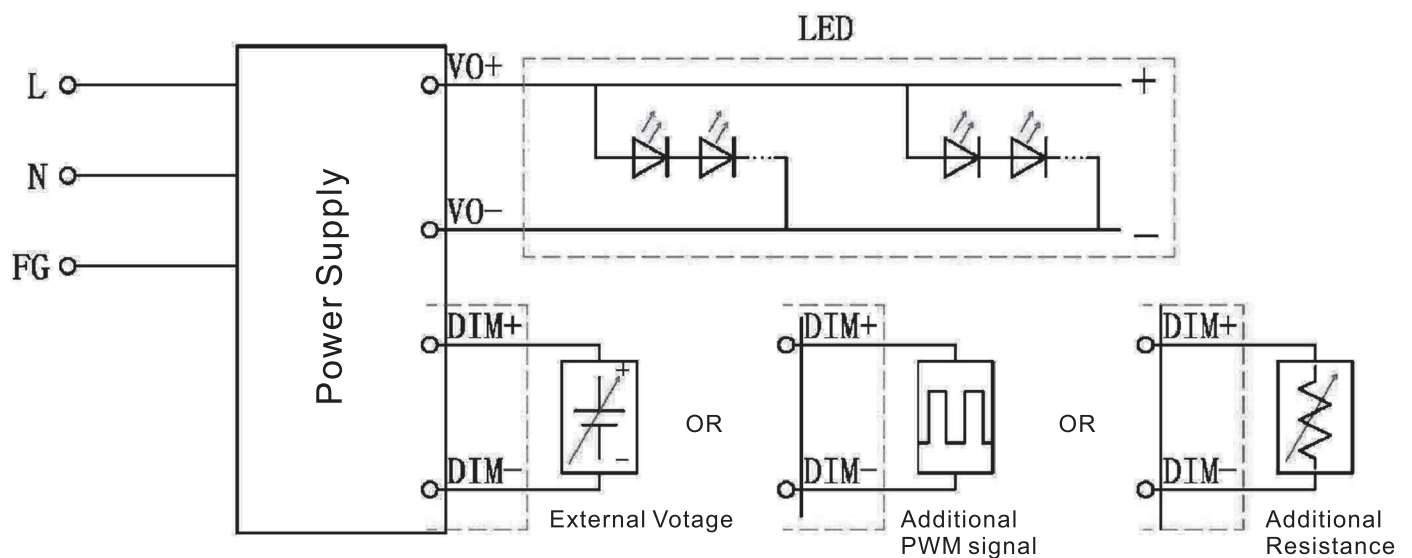 LED
L
N
FG
Power Supply
VO+
VO-
+
-
DIM+
DIM-
+
-
External Votage
OR
DIM+
DIM-
Additional
PWM signal
OR
DIM+
DIM-
Additional
Resistance